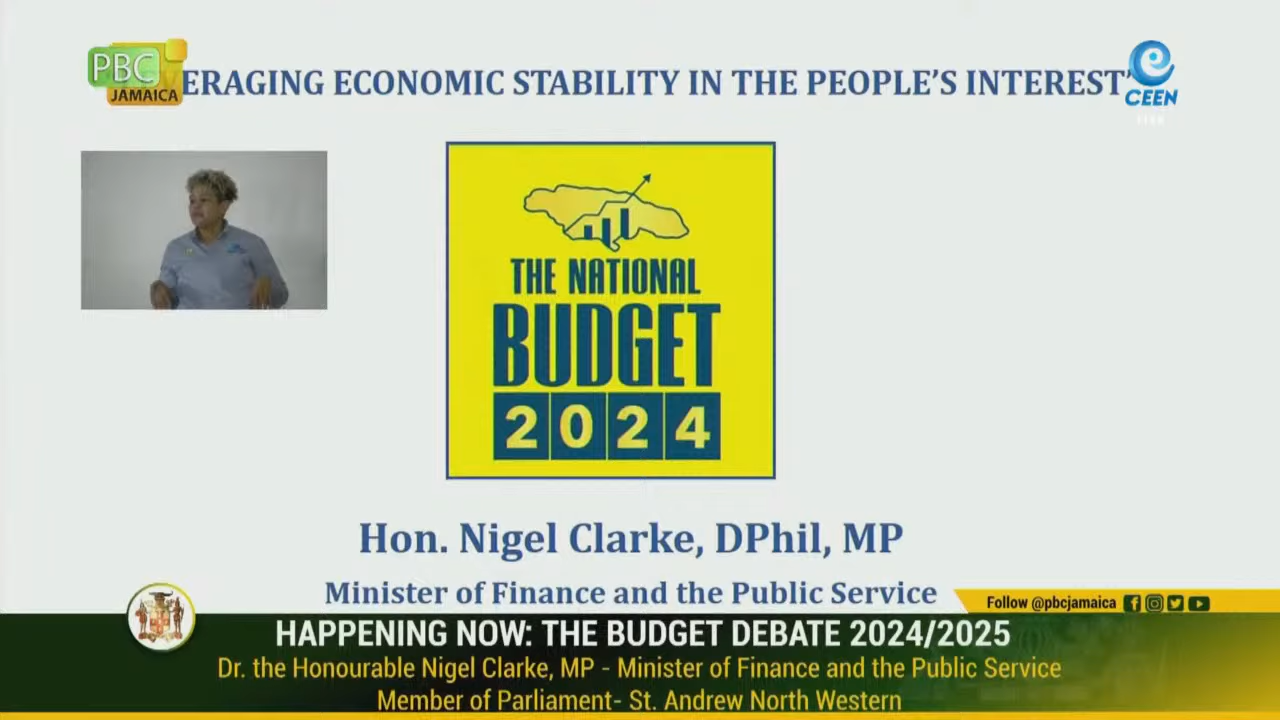 PBC
JAMAICA
ERAGING ECONOMIC STABILITY IN THE PEOPLE'S INTEREST'
e
CEEN
THE NATIONAL
BUDGET
2024
Hon. Nigel Clarke, DPhil, MP
Minister of Finance and the Public Service
Follow @pbcjamaica
HAPPENING NOW: THE BUDGET DEBATE 2024/2025
Dr. the Honourable Nigel Clarke, MP - Minister of Finance and the Public Service
Member of Parliament- St. Andrew North Western